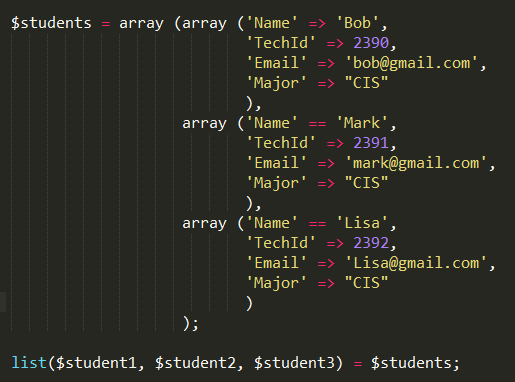 $students = array (array ('Name' => 'Bob',
'TechId' => 2390,
'Email' => 'bob@gmail.com',
'Major' => "CIS"
),
array ('Name' == 'Mark',
'TechId' => 2391,
'Email' => 'mark@gmail.com',
'Major' => "CIS"
),
array ('Name' == 'Lisa',
'TechId' => 2392,
'Email' => 'Lisa@gmail.com',
'Major' => "CIS"
)
);
list($student1, $student2, $student3) = $students;